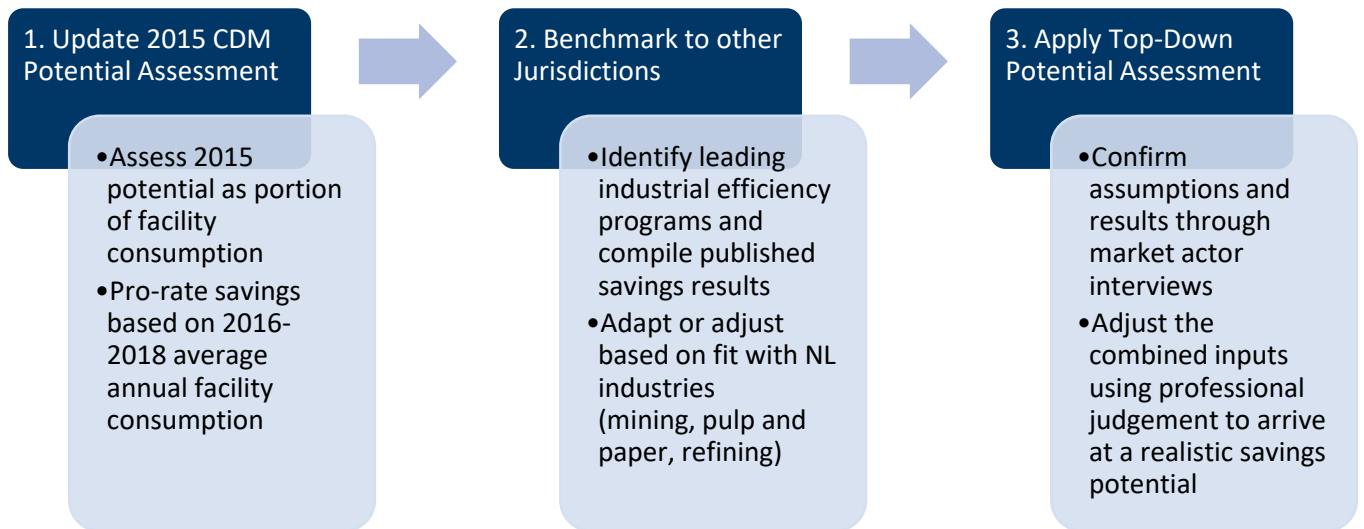 1. Update 2015 CDM
Potential Assessment
•Assess 2015
potential as portion
of facility
consumption
•Pro-rate savings
based on 2016-
2018 average
annual facility
consumption
2. Benchmark to other
Jurisdictions
•Identify leading
industrial efficiency
programs and
compile published
savings results
•Adapt or adjust
based on fit with NL
industries
(mining, pulp and
paper, refining)
3. Apply Top-Down
Potential Assessment
•Confirm
assumptions and
results through
market actor
interviews
•Adjust the
combined inputs
using professional
judgement to arrive
at a realistic savings
potential